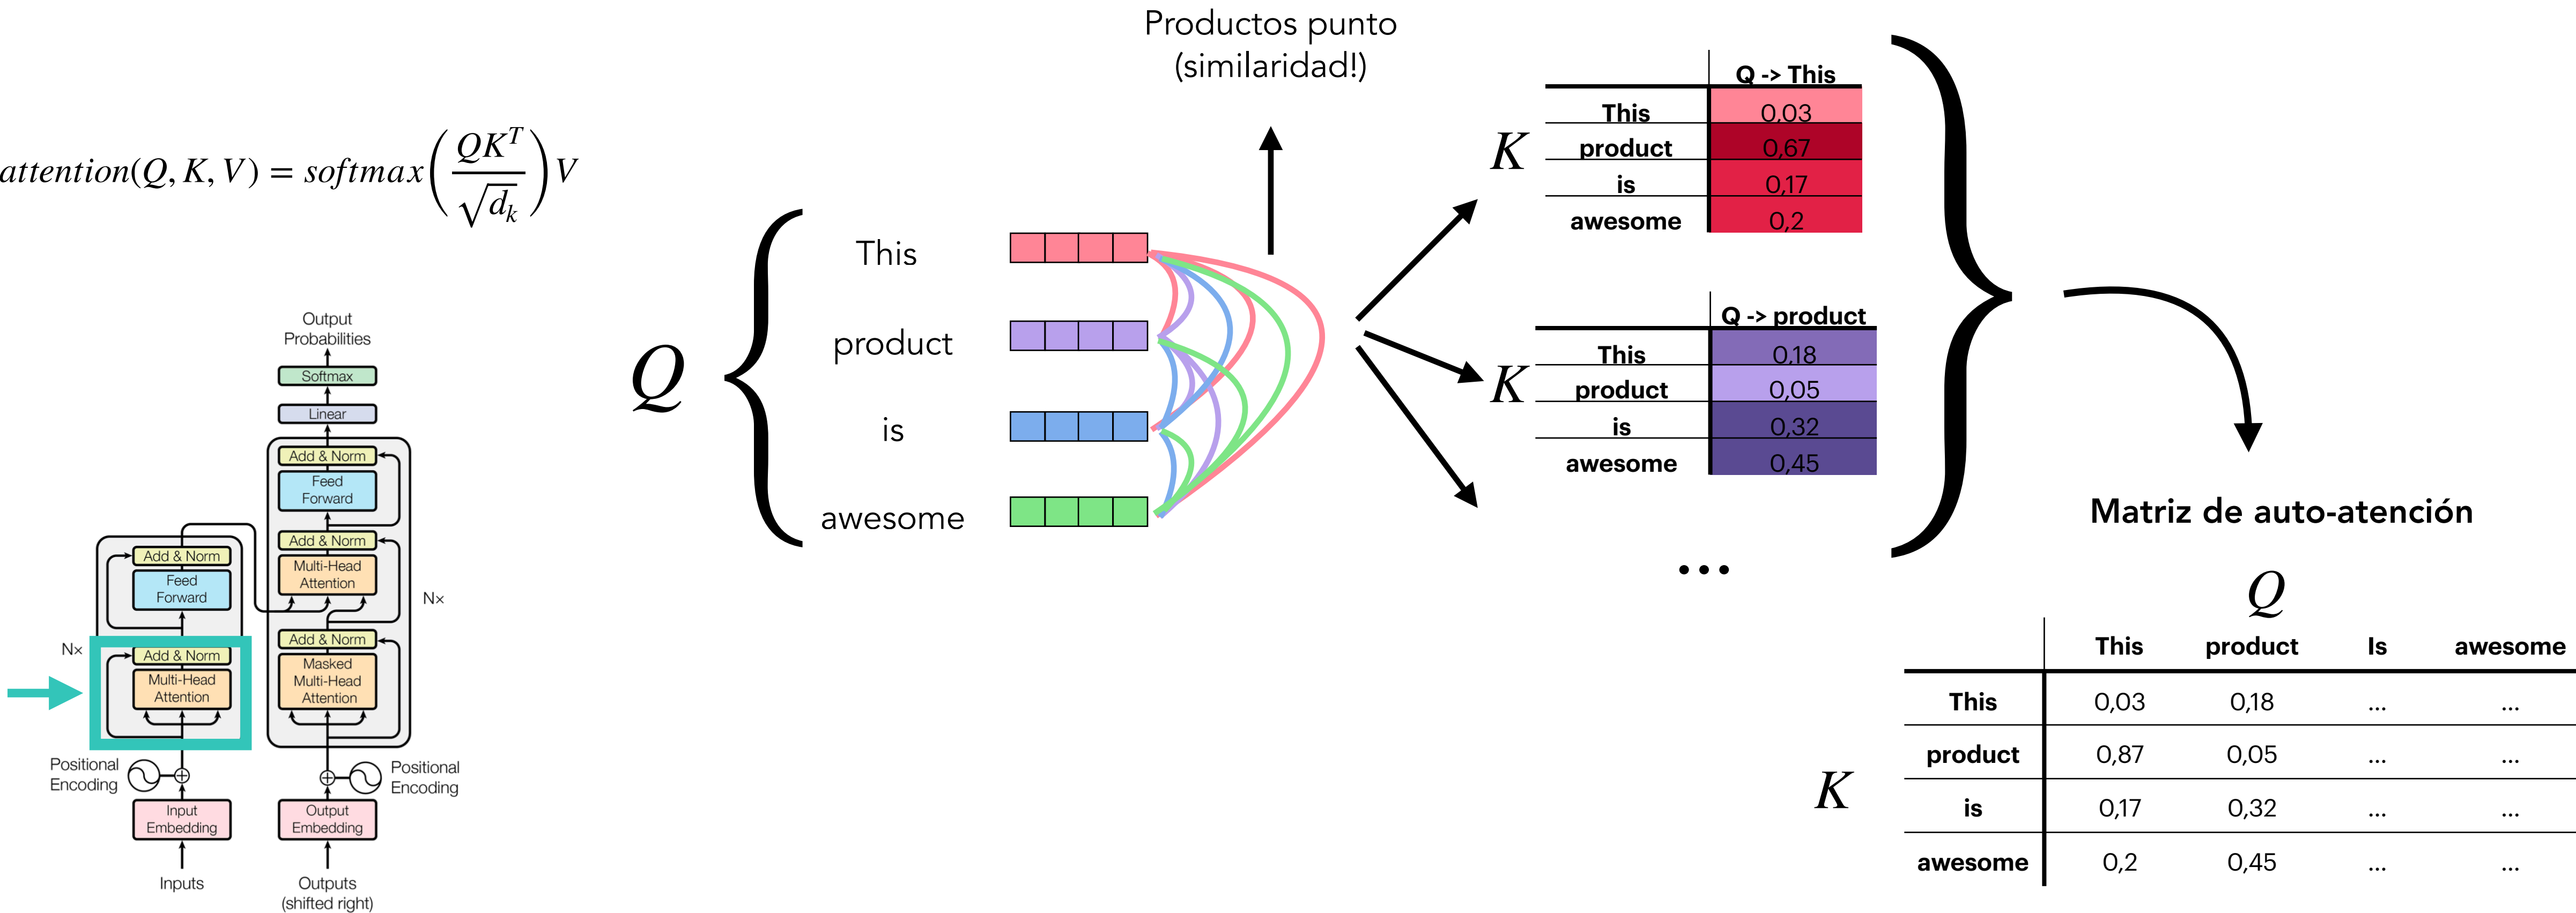 Productos punto
(similaridad!)
attention(Q, K, V) = softmax(QK^T / √d_k)V
Q
This
product
is
awesome
K
Q -> This
This 0,03
product 0,67
is 0,17
awesome 0,2
K
Q -> product
This 0,18
product 0,05
is 0,32
awesome 0,45
...
Matriz de auto-atención
Q
This product Is awesome
K
This 0,03 0,18 ... ...
product 0,87 0,05 ... ...
is 0,17 0,32 ... ...
awesome 0,2 0,45 ... ...
Output
Probabilities
Softmax
Linear
Add & Norm
Feed
Forward
Add & Norm
Multi-Head
Attention
Nx
Add & Norm
Masked
Multi-Head
Attention
Add & Norm
Feed
Forward
Nx
Add & Norm
Multi-Head
Attention
Positional
Encoding
Positional
Encoding
Input
Embedding
Output
Embedding
Inputs
Outputs
(shifted right)